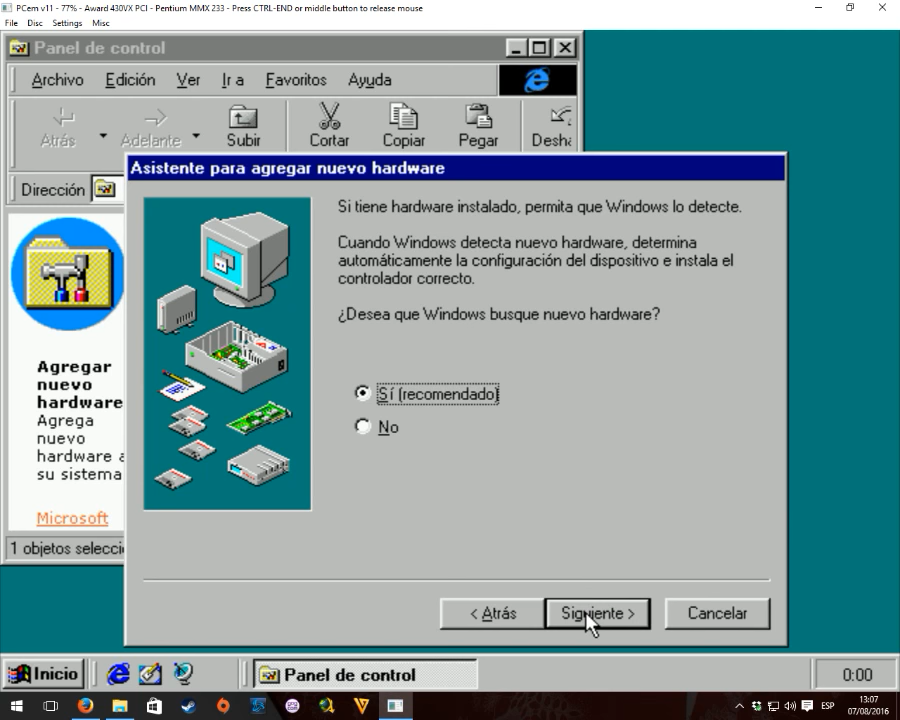 PCem v11 - 77% - Award 430VX PCI - Pentium MMX 233 - Press CTRL-END or middle button to release mouse
File Disc Settings Misc
Panel de control
Archivo Edición Ver Ir a Favoritos Ayuda
Atrás Adelante Subir Cortar Copiar Pegar Desha
Dirección
Asistente para agregar nuevo hardware
Si tiene hardware instalado, permita que Windows lo detecte.
Cuando Windows detecta nuevo hardware, determina
automáticamente la configuración del dispositivo e instala el
controlador correcto.
¿Desea que Windows busque nuevo hardware?
Sí (recomendado)
No
Agregar
nuevo
hardware
Agrega
nuevo
hardware a
su sistema
Microsoft
1 objetos selecci
< Atrás Siguiente > Cancelar
Inicio Panel de control 0:00
ESP 13:07
07/08/2016